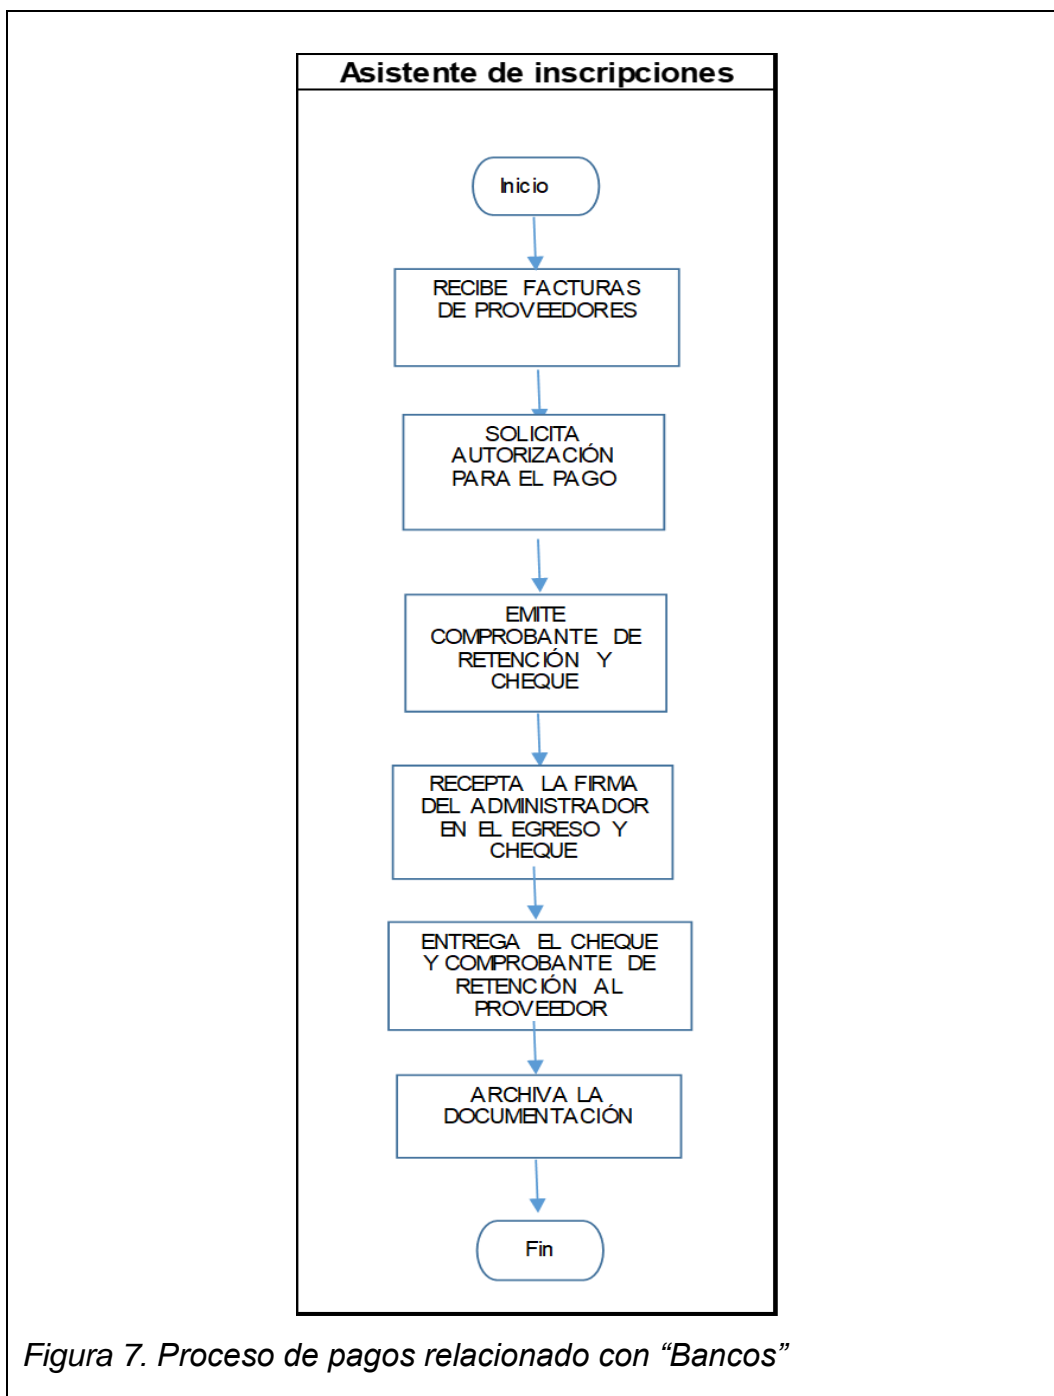 Asistente de inscripciones
Inicio
RECIBE FACTURAS
DE PROVEEDORES
SOLICITA
AUTORIZACIÓN
PARA EL PAGO
EMITE
COMPROBANTE DE
RETENCIÓN Y
CHEQUE
RECEPTA LA FIRMA
DEL ADMINISTRADOR
EN EL EGRESO Y
CHEQUE
ENTREGA EL CHEQUE
Y COMPROBANTE DE
RETENCIÓN AL
PROVEEDOR
ARCHIVA LA
DOCUMENTACIÓN
Fin
Figura 7. Proceso de pagos relacionado con “Bancos”